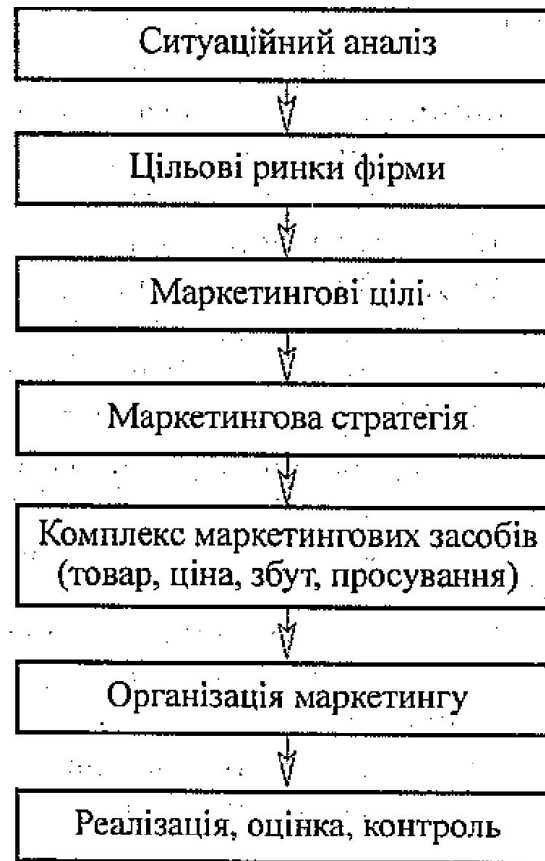 Ситуаційний аналіз
Цільові ринки фірми
Маркетингові цілі
Маркетингова стратегія
Комплекс маркетингових засобів
(товар, ціна, збут, просування)
Організація маркетингу
Реалізація, оцінка, контроль